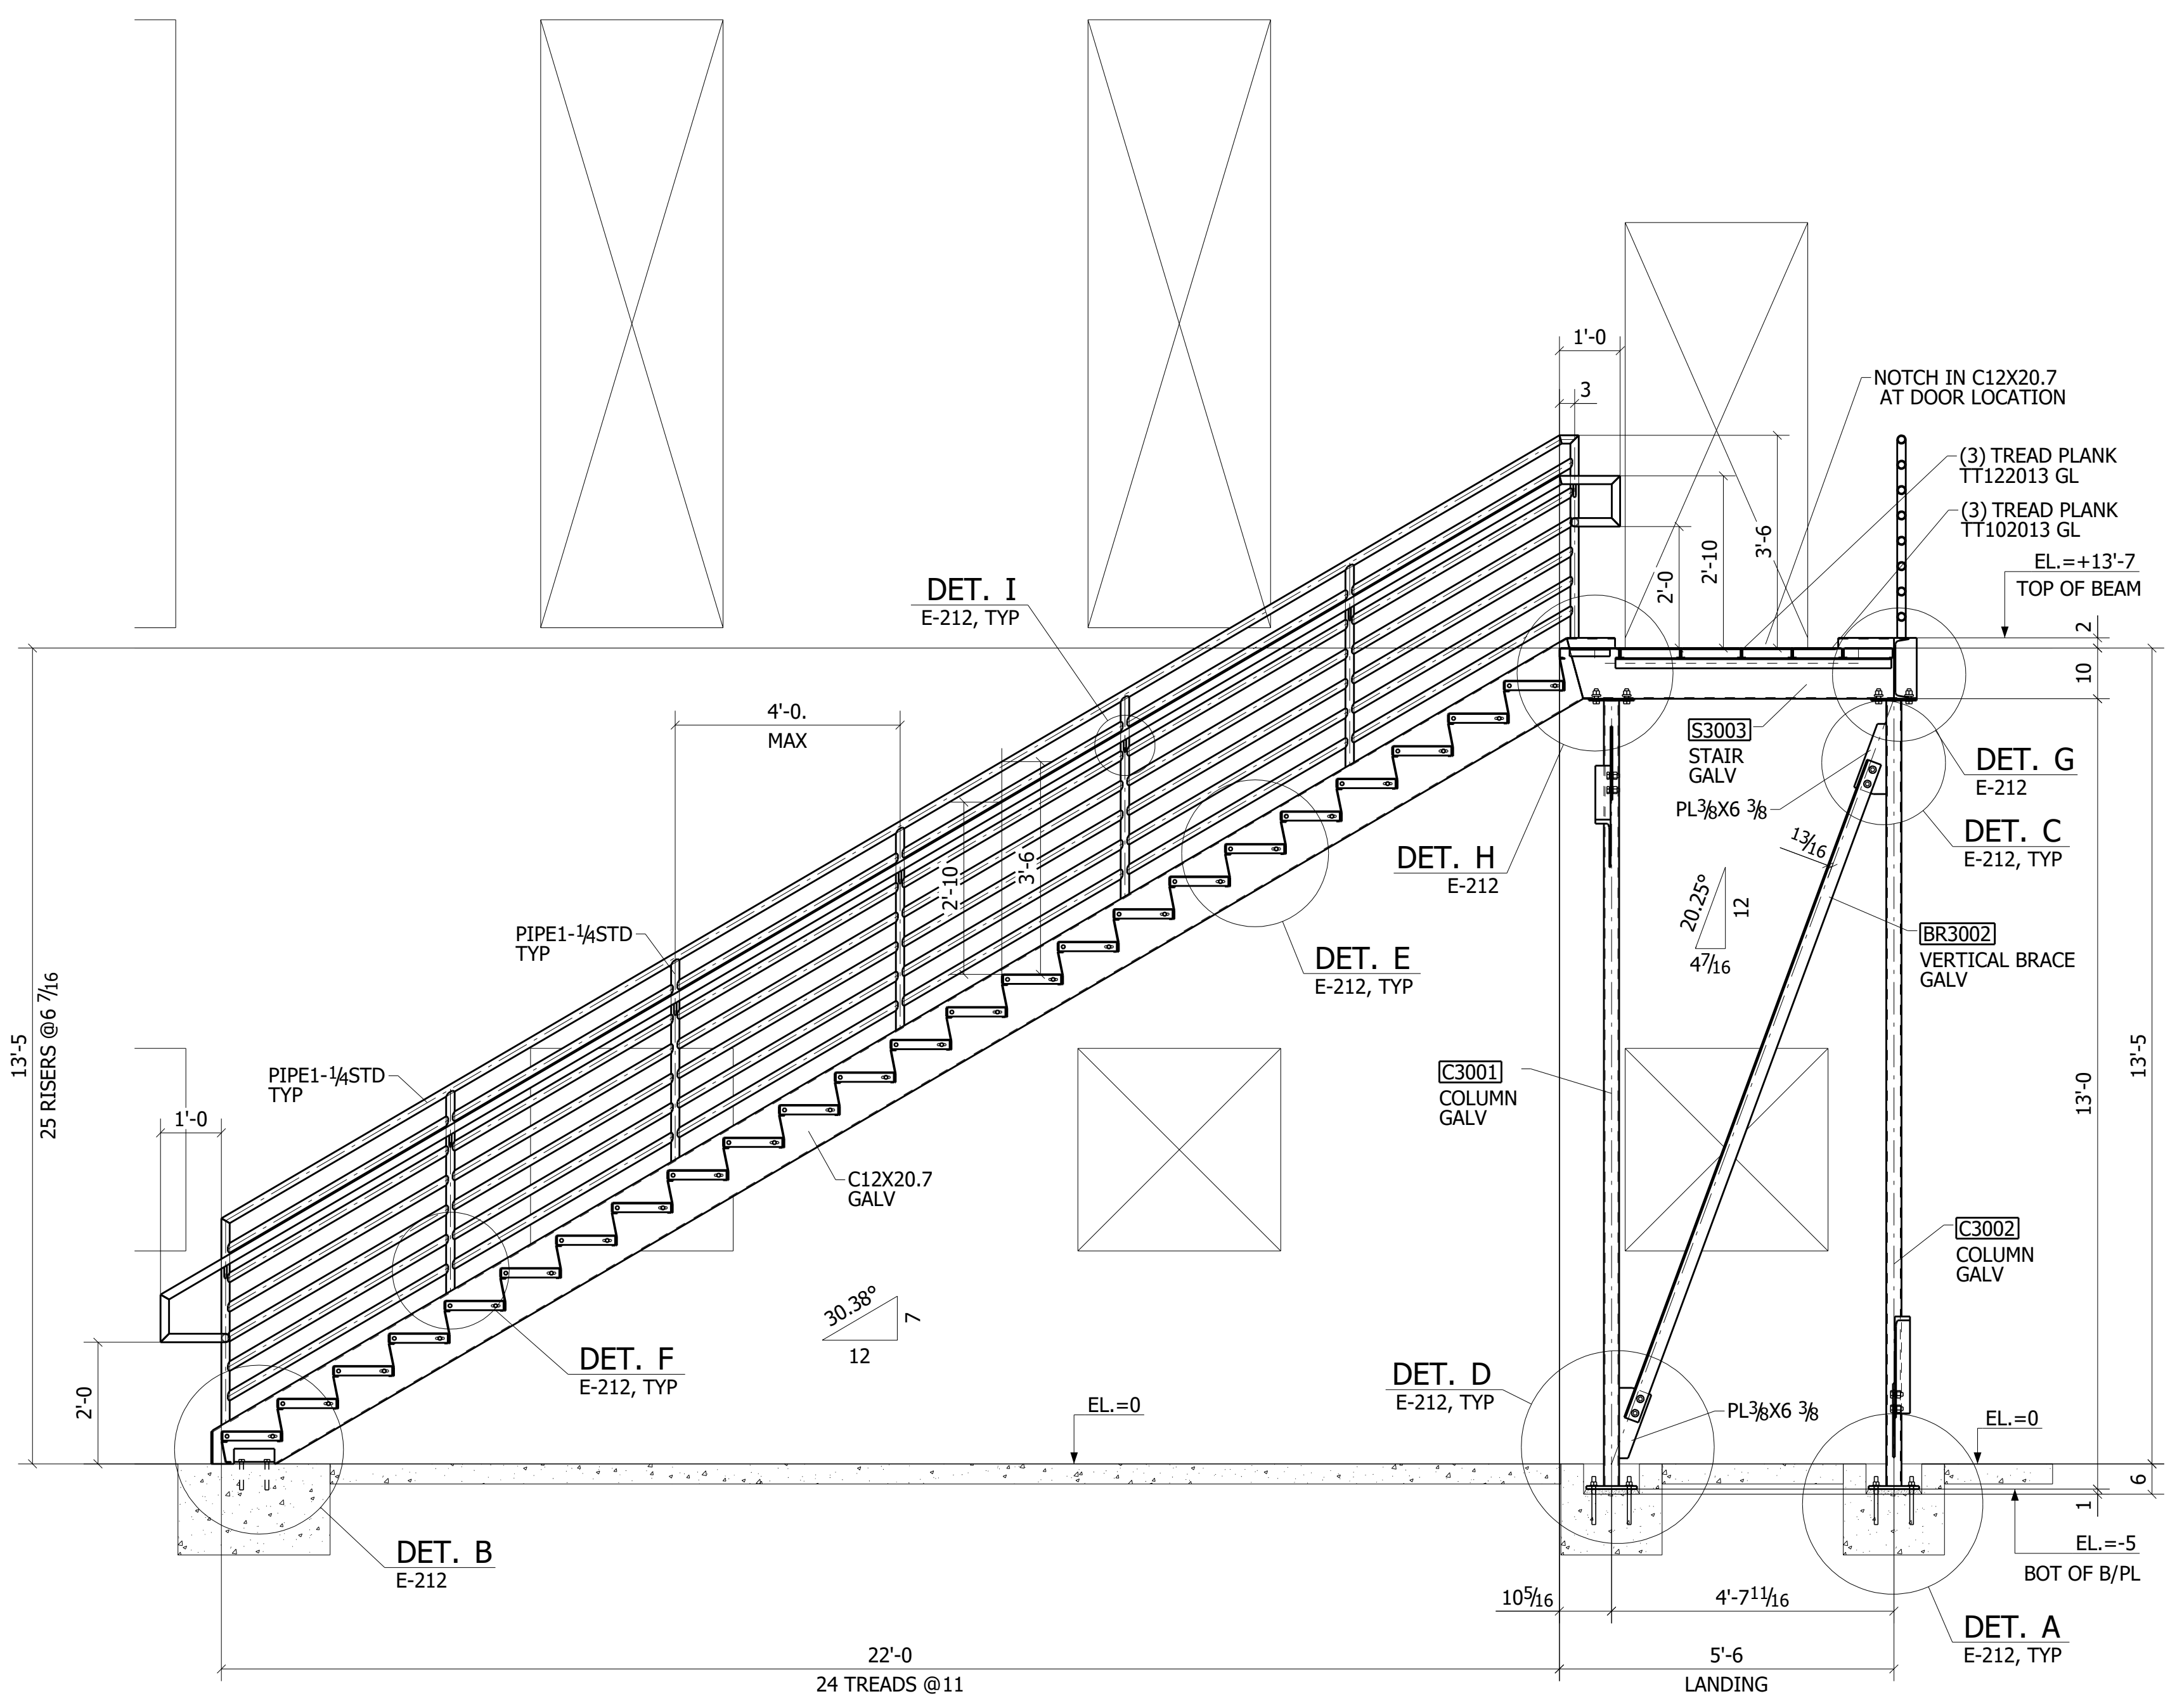 1'-0
3
NOTCH IN C12X20.7
AT DOOR LOCATION
(3) TREAD PLANK
TT122013 GL
(3) TREAD PLANK
TT102013 GL
EL.=+13'-7
TOP OF BEAM
DET. I
E-212, TYP
2'-0
2'-10
3'-6
2
10
4'-0.
MAX
S3003
STAIR
GALV
PL3/8X6 3/8
DET. G
E-212
DET. C
E-212, TYP
13/16
DET. H
E-212
2'-10
3'-6
20.25°
12
4 7/16
BR3002
VERTICAL BRACE
GALV
PIPE1-1/4STD
TYP
DET. E
E-212, TYP
13'-5
25 RISERS @6 7/16
PIPE1-1/4STD
TYP
1'-0
C3001
COLUMN
GALV
13'-0
13'-5
C12X20.7
GALV
C3002
COLUMN
GALV
30.38°
7
12
DET. F
E-212, TYP
2'-0
DET. D
E-212, TYP
EL.=0
PL3/8X6 3/8
EL.=0
6
1
DET. B
E-212
EL.=-5
BOT OF B/PL
10 5/16
4'-7 11/16
DET. A
E-212, TYP
22'-0
24 TREADS @11
5'-6
LANDING